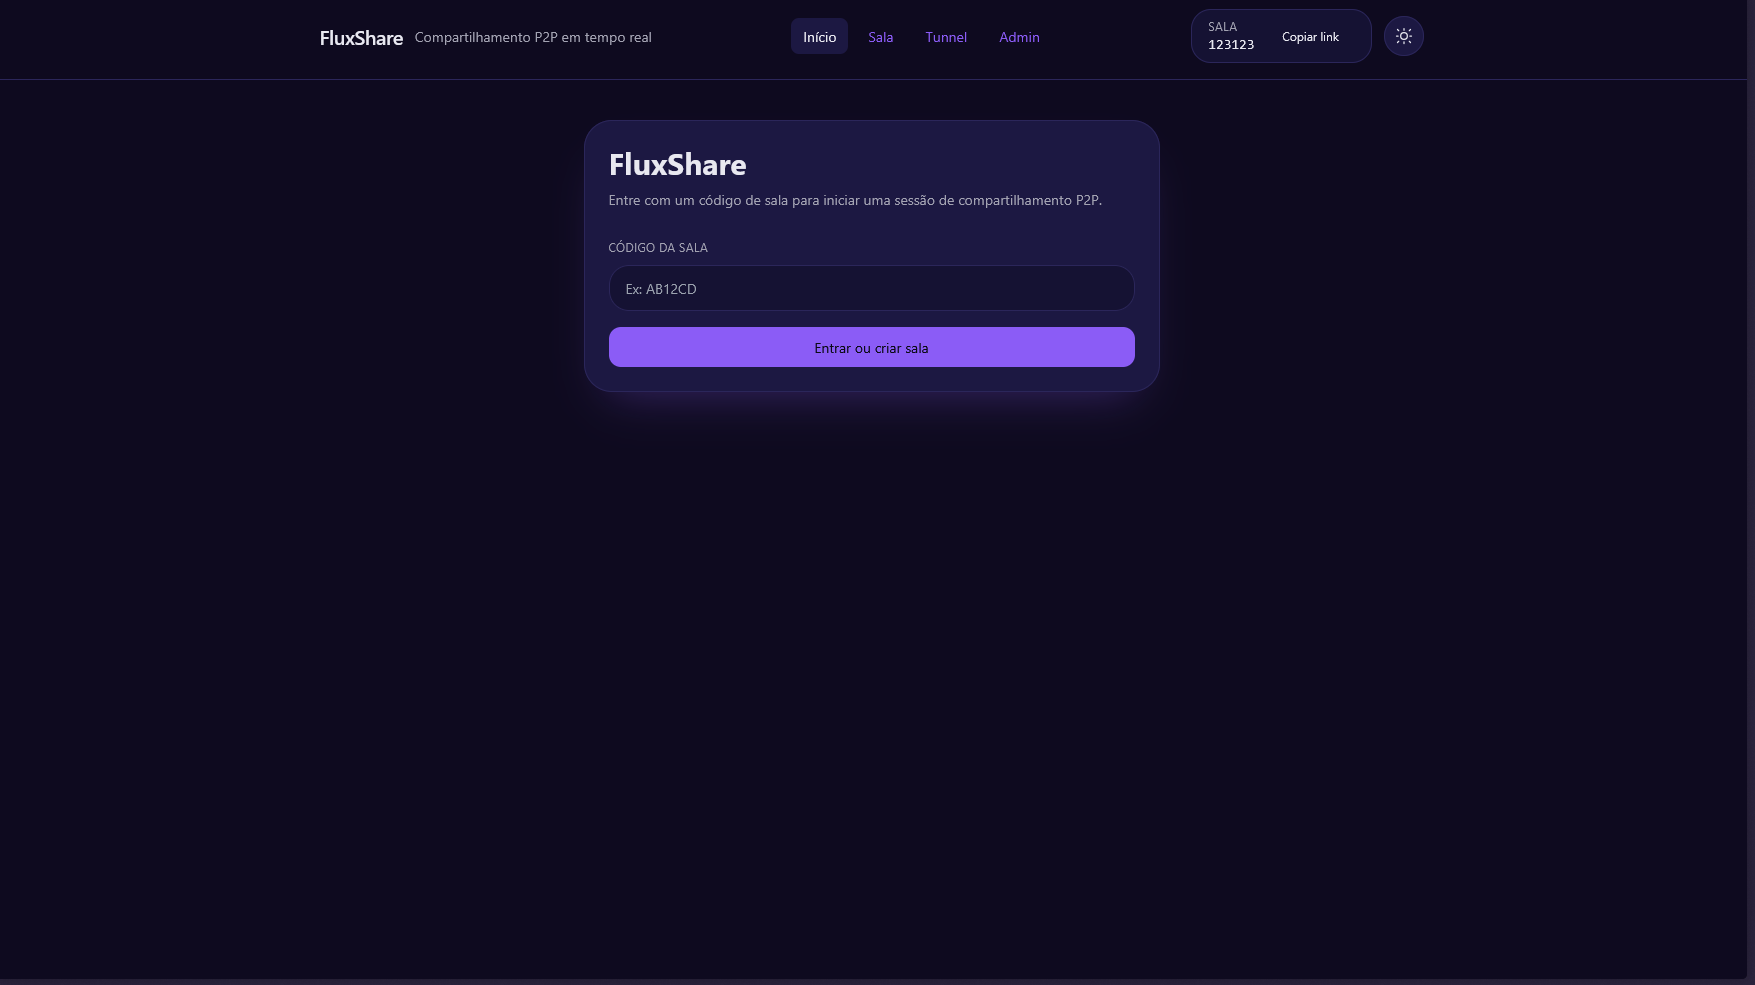 FluxShare Compartilhamento P2P em tempo real
Início Sala Tunnel Admin
SALA
123123
Copiar link
FluxShare
Entre com um código de sala para iniciar uma sessão de compartilhamento P2P.
CÓDIGO DA SALA
Ex: AB12CD
Entrar ou criar sala